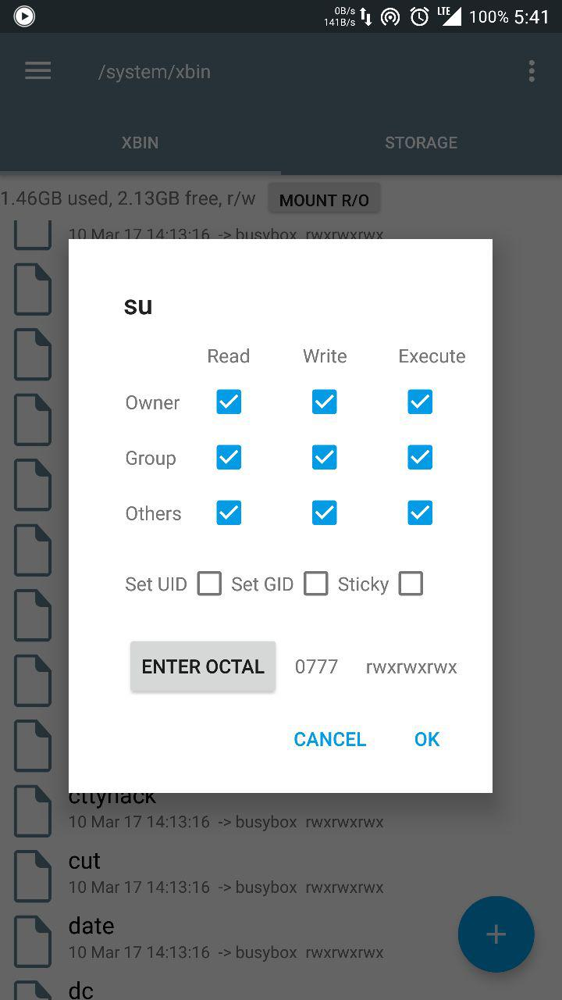 0B/s
141B/s
LTE
100% 5:41
/system/xbin
XBIN STORAGE
1.46GB used, 2.13GB free, r/w MOUNT R/O
10 Mar 17 14:13:16 -> busybox rwxrwxrwx
su
Read Write Execute
Owner
Group
Others
Set UID Set GID Sticky
ENTER OCTAL 0777 rwxrwxrwx
CANCEL OK
cttyhack
10 Mar 17 14:13:16 -> busybox rwxrwxrwx
cut
10 Mar 17 14:13:16 -> busybox rwxrwxrwx
date
10 Mar 17 14:13:16 -> busybox rwxrwxrwx
dc